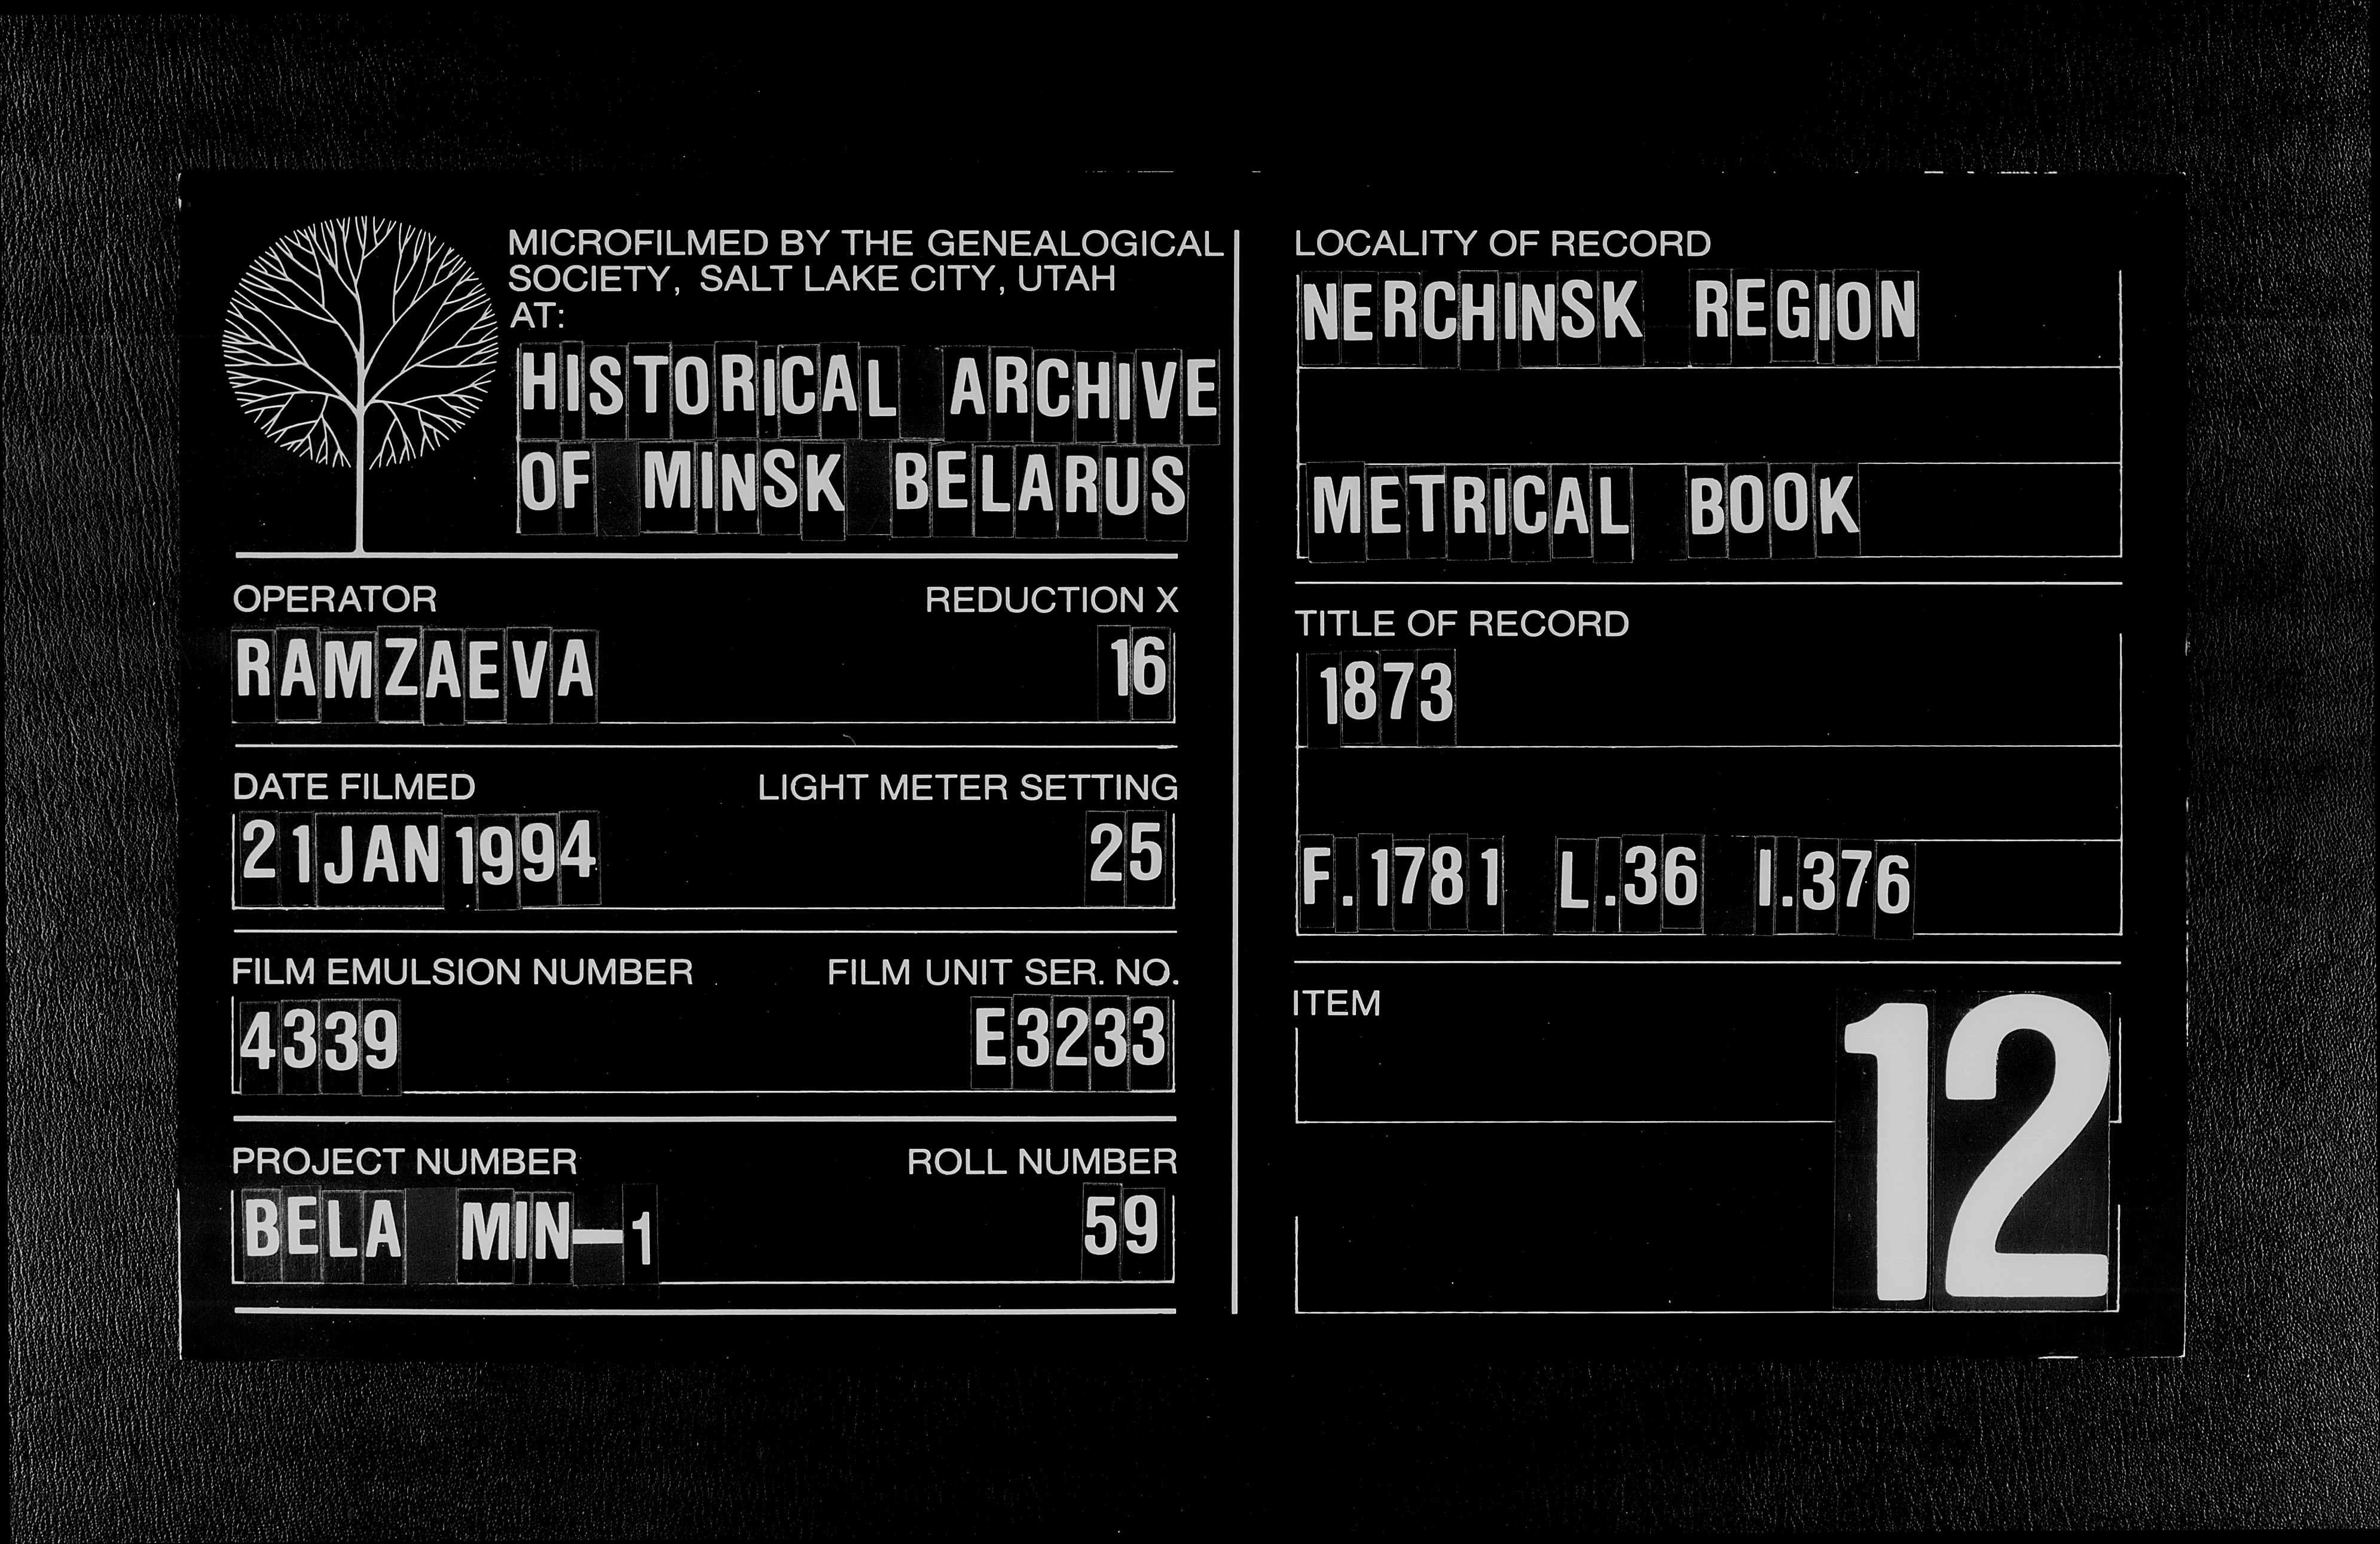 MICROFILMED BY THE GENEALOGICAL
SOCIETY, SALT LAKE CITY, UTAH
AT:
HISTORICAL ARCHIVE
OF MINSK BELARUS
OPERATOR REDUCTION X
RAMZAEVA 16
DATE FILMED LIGHT METER SETTING
21 JAN 1994 25
FILM EMULSION NUMBER FILM UNIT SER. NO.
4339 E3233
PROJECT NUMBER ROLL NUMBER
BELA MIN-1 59
LOCALITY OF RECORD
NERCHINSK REGION
METRICAL BOOK
TITLE OF RECORD
1873
F.1781 L.36 I.376
ITEM
12